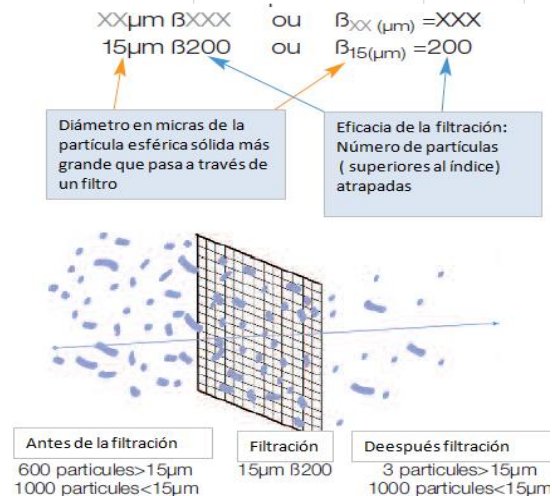 XXµm ßXXX ou ßXX (µm) =XXX
15µm ß200 ou ß15(µm) =200
Diámetro en micras de la
partícula esférica sólida más
grande que pasa a través de
un filtro
Eficacia de la filtración:
Número de partículas
( superiores al índice)
atrapadas
Antes de la filtración
600 particules>15µm
1000 particules<15µm
Filtración
15µm ß200
Deespués filtración
3 particules>15µm
1000 particules<15µm